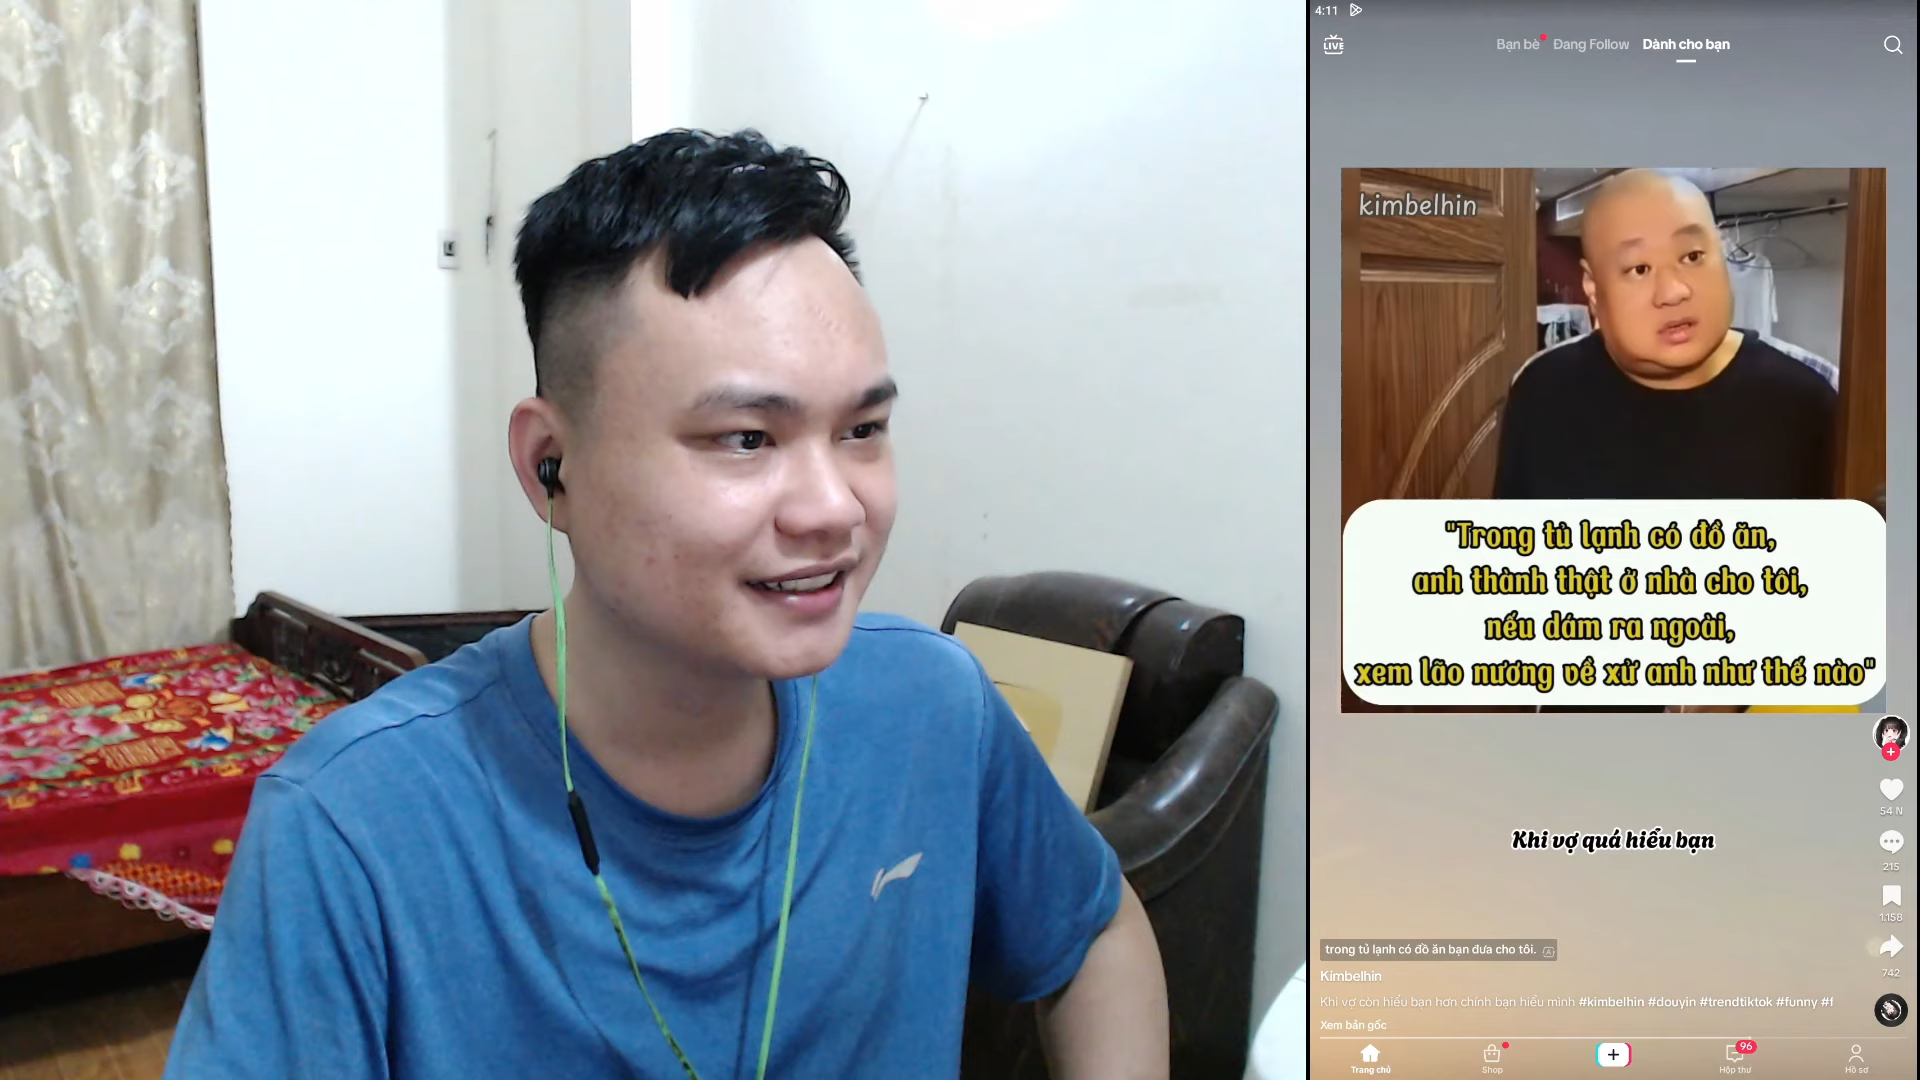 4:11
LIVE
Bạn bè Đang Follow Dành cho bạn
kimbelhin
"Trong tủ lạnh có đồ ăn,
anh thành thật ở nhà cho tôi,
nếu dám ra ngoài,
xem lão nương về xử anh như thế nào"
54 N
Khi vợ quá hiểu bạn
215
1.158
trong tủ lạnh có đồ ăn bạn đưa cho tôi.
742
Kimbelhin
Khi vợ còn hiểu bạn hơn chính bạn hiểu mình #kimbelhin #douyin #trendtiktok #funny #f
Xem bản gốc
96
Trang chủ Shop Hộp thư Hồ sơ